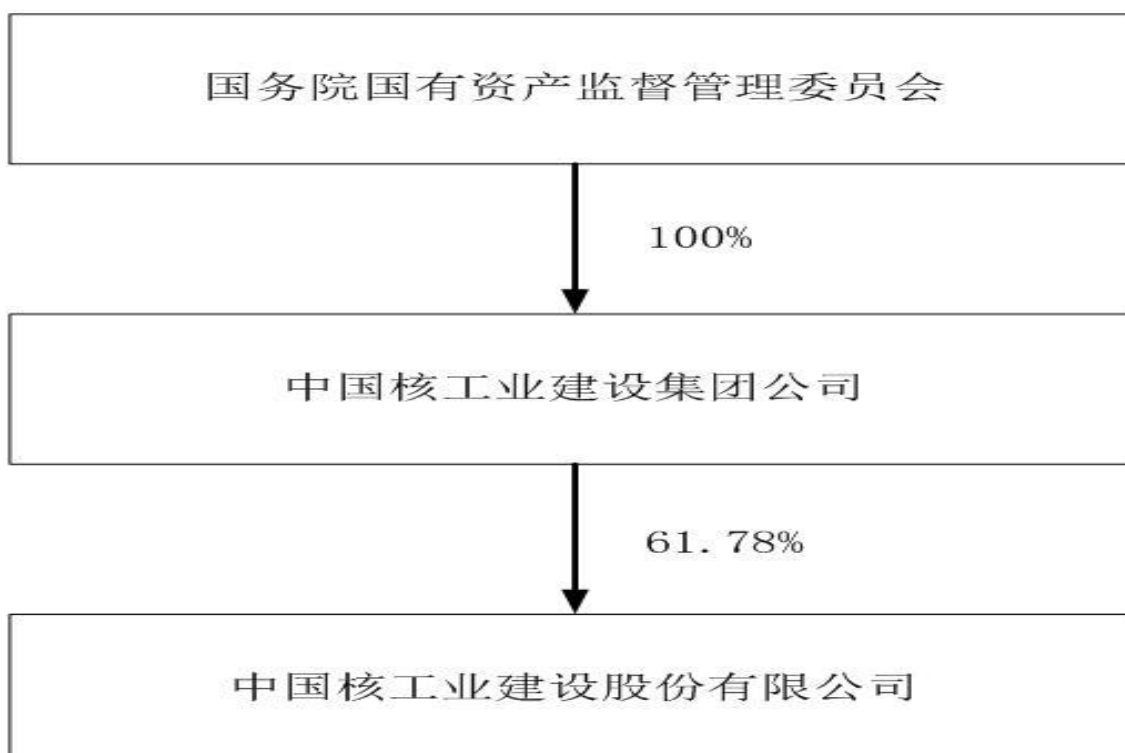 国务院国有资产监督管理委员会
100%
中国核工业建设集团公司
61.78%
中国核工业建设股份有限公司